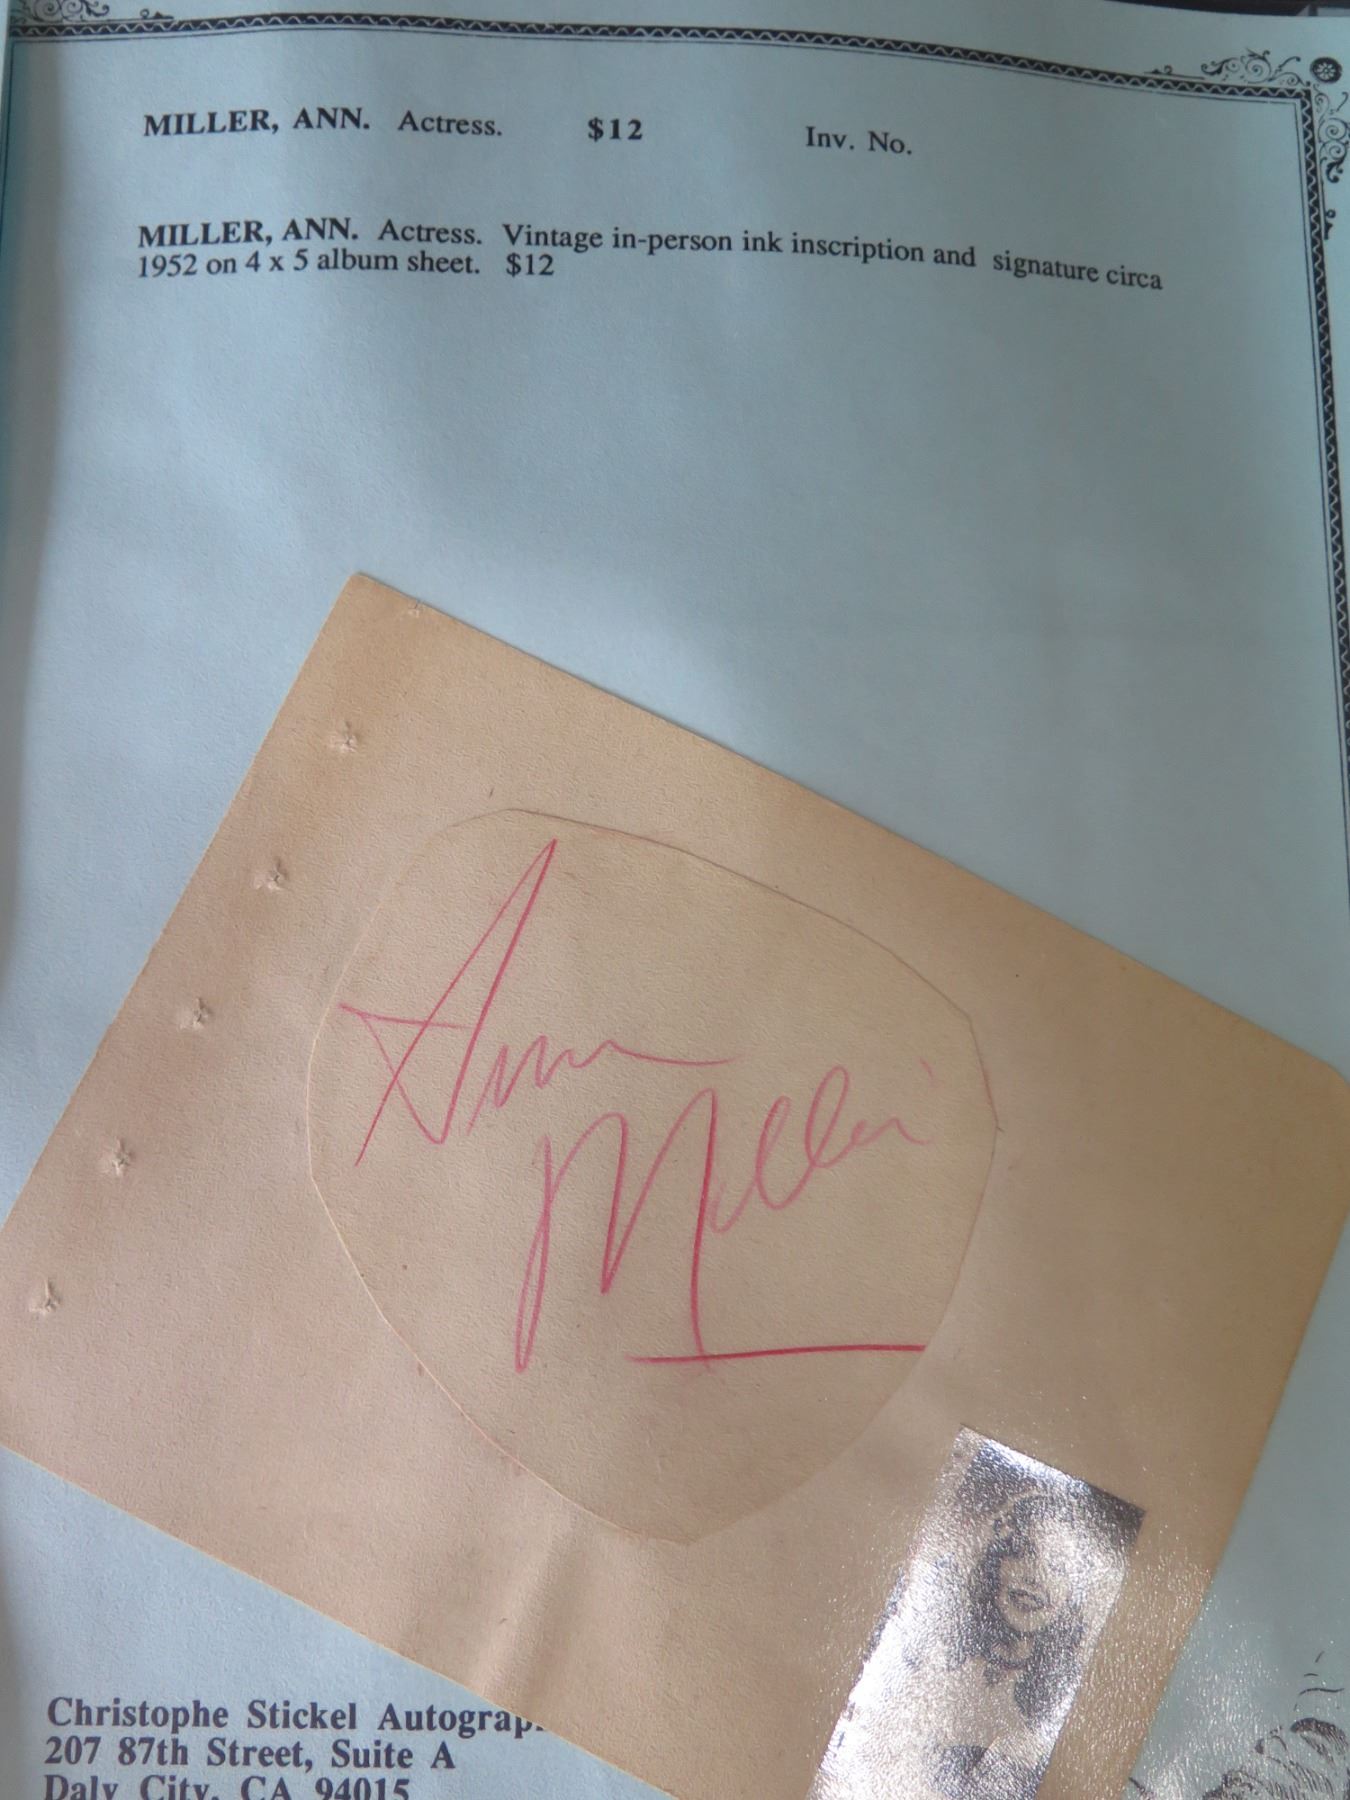 MILLER, ANN. Actress. $12 Inv. No.
MILLER, ANN. Actress. Vintage in-person ink inscription and signature circa
1952 on 4 x 5 album sheet. $12
Ann
Miller
Christophe Stickel Autograp
207 87th Street, Suite A
Daly City, CA 94015